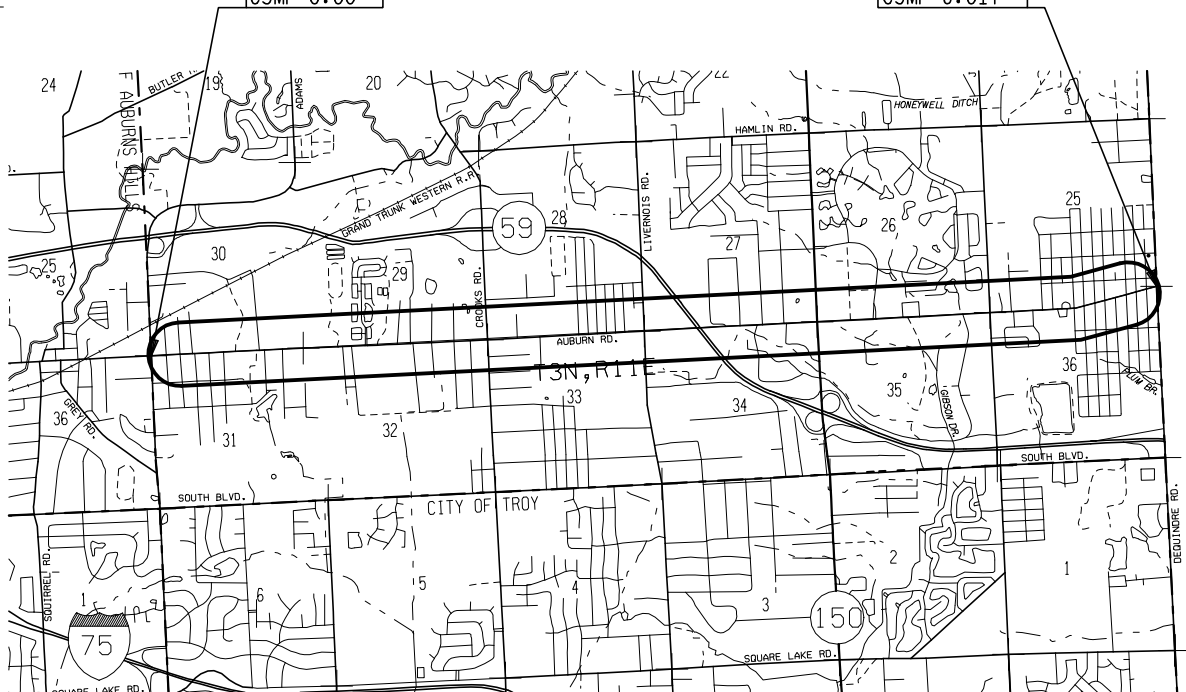 24
BUTLER
19
ADAMS
20
22
HONEYWELL DITCH
F AUBURNS HILLS
HAMLIN RD.
D.
GRAND TRUNK WESTERN R.R
LIVERNOIS RD.
25
59
28
26
27
30
25
29
CROOKS RD.
AUBURN RD.
T3N, R11E
36
PLUM BR.
35
33
34
GREY RD.
36
GIBSON DR.
31
32
SOUTH BLVD.
SOUTH BLVD.
CITY OF TROY
DEQUINDRE RD.
SQUIRREL RD.
2
1
5
4
1
6
3
150
75
SQUARE LAKE RD.
SQUARE LAKE RD.